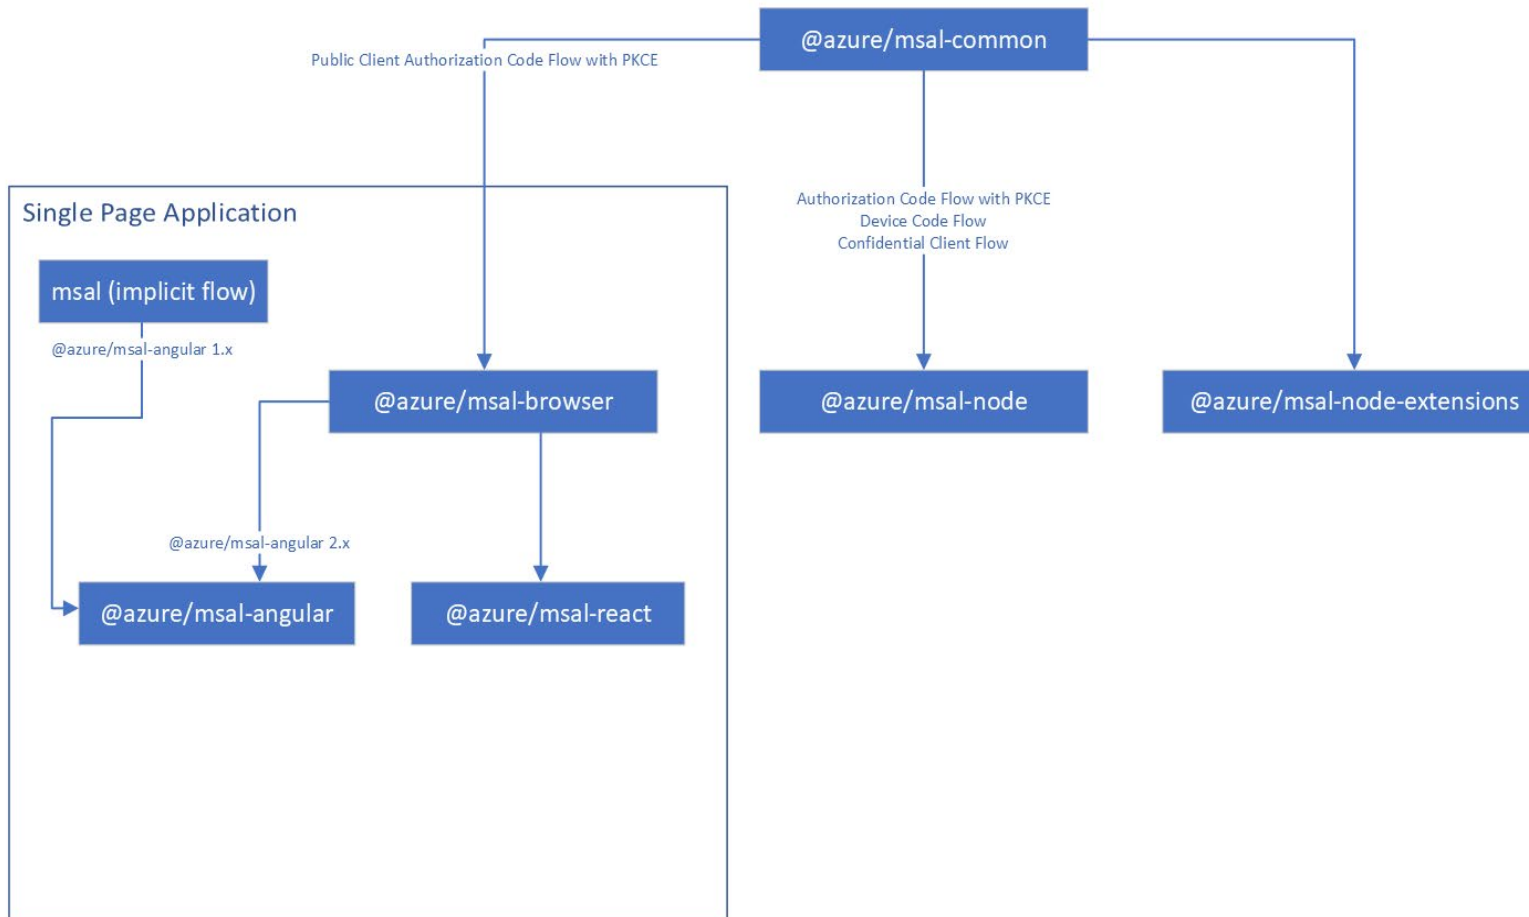 @azure/msal-common
Public Client Authorization Code Flow with PKCE
Single Page Application
Authorization Code Flow with PKCE
Device Code Flow
Confidential Client Flow
msal (implicit flow)
@azure/msal-angular 1.x
@azure/msal-browser
@azure/msal-node
@azure/msal-node-extensions
@azure/msal-angular 2.x
@azure/msal-angular
@azure/msal-react